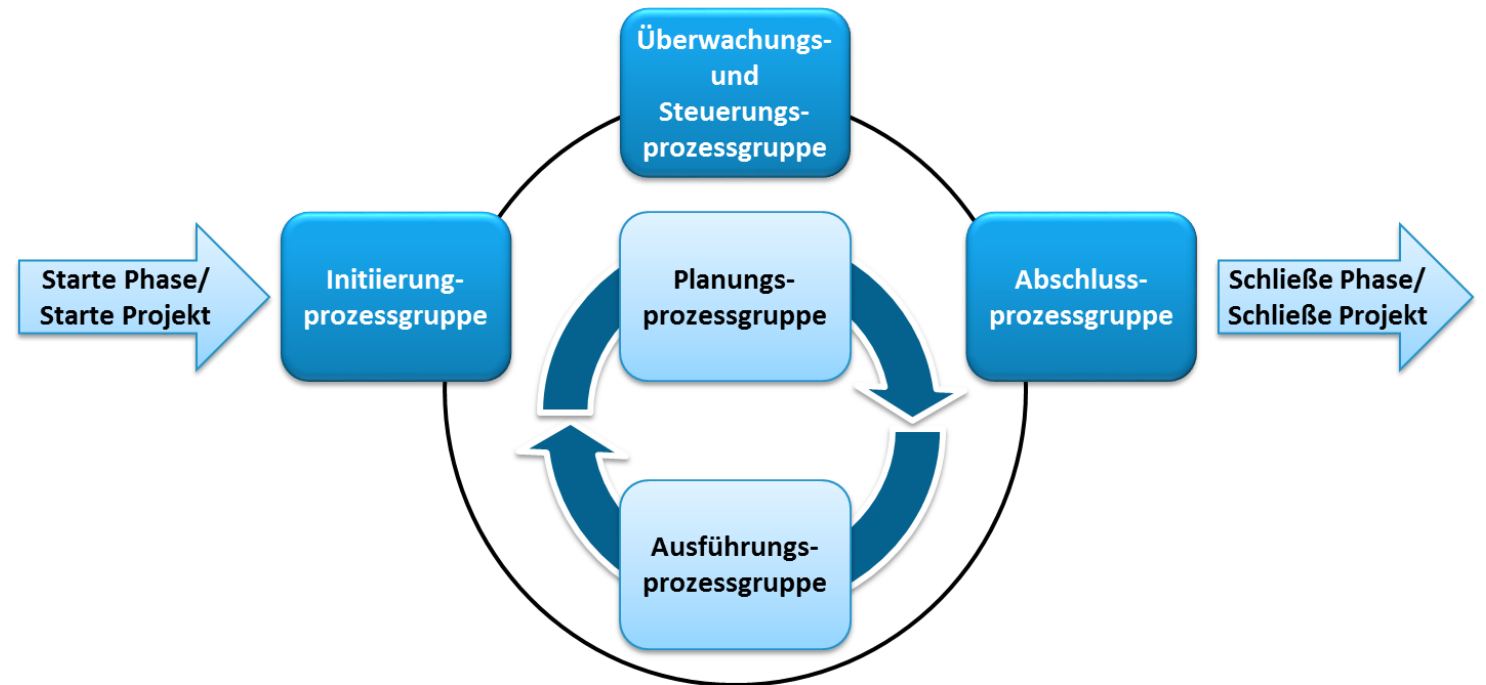 Überwachungs-
und
Steuerungs-
prozessgruppe
Starte Phase/
Starte Projekt
Initiierung-
prozessgruppe
Planungs-
prozessgruppe
Abschluss-
prozessgruppe
Schließe Phase/
Schließe Projekt
Ausführungs-
prozessgruppe